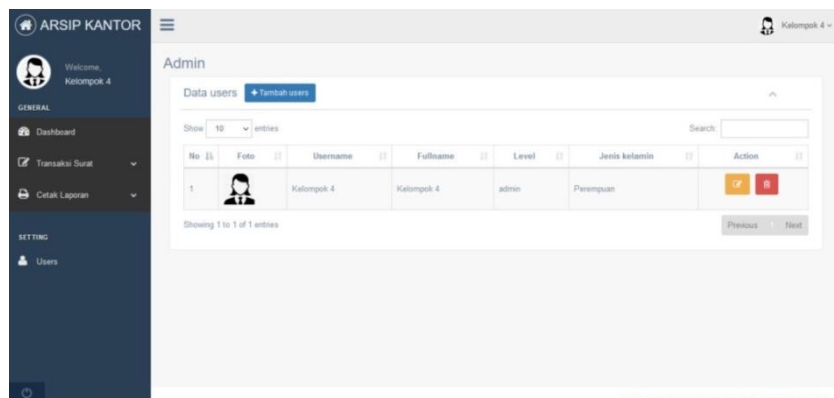 ARSIP KANTOR
Kelompok 4
Welcome,
Kelompok 4
GENERAL
Dashboard
Transaksi Surat
Cetak Laporan
SETTING
Users
Admin
Data users
+Tambah users
Show 10 entries
Search:
No Foto Username Fullname Level Jenis kelamin Action
1 Kelompok 4 Kelompok 4 admin Perempuan
Showing 1 to 1 of 1 entries
Previous 1 Next